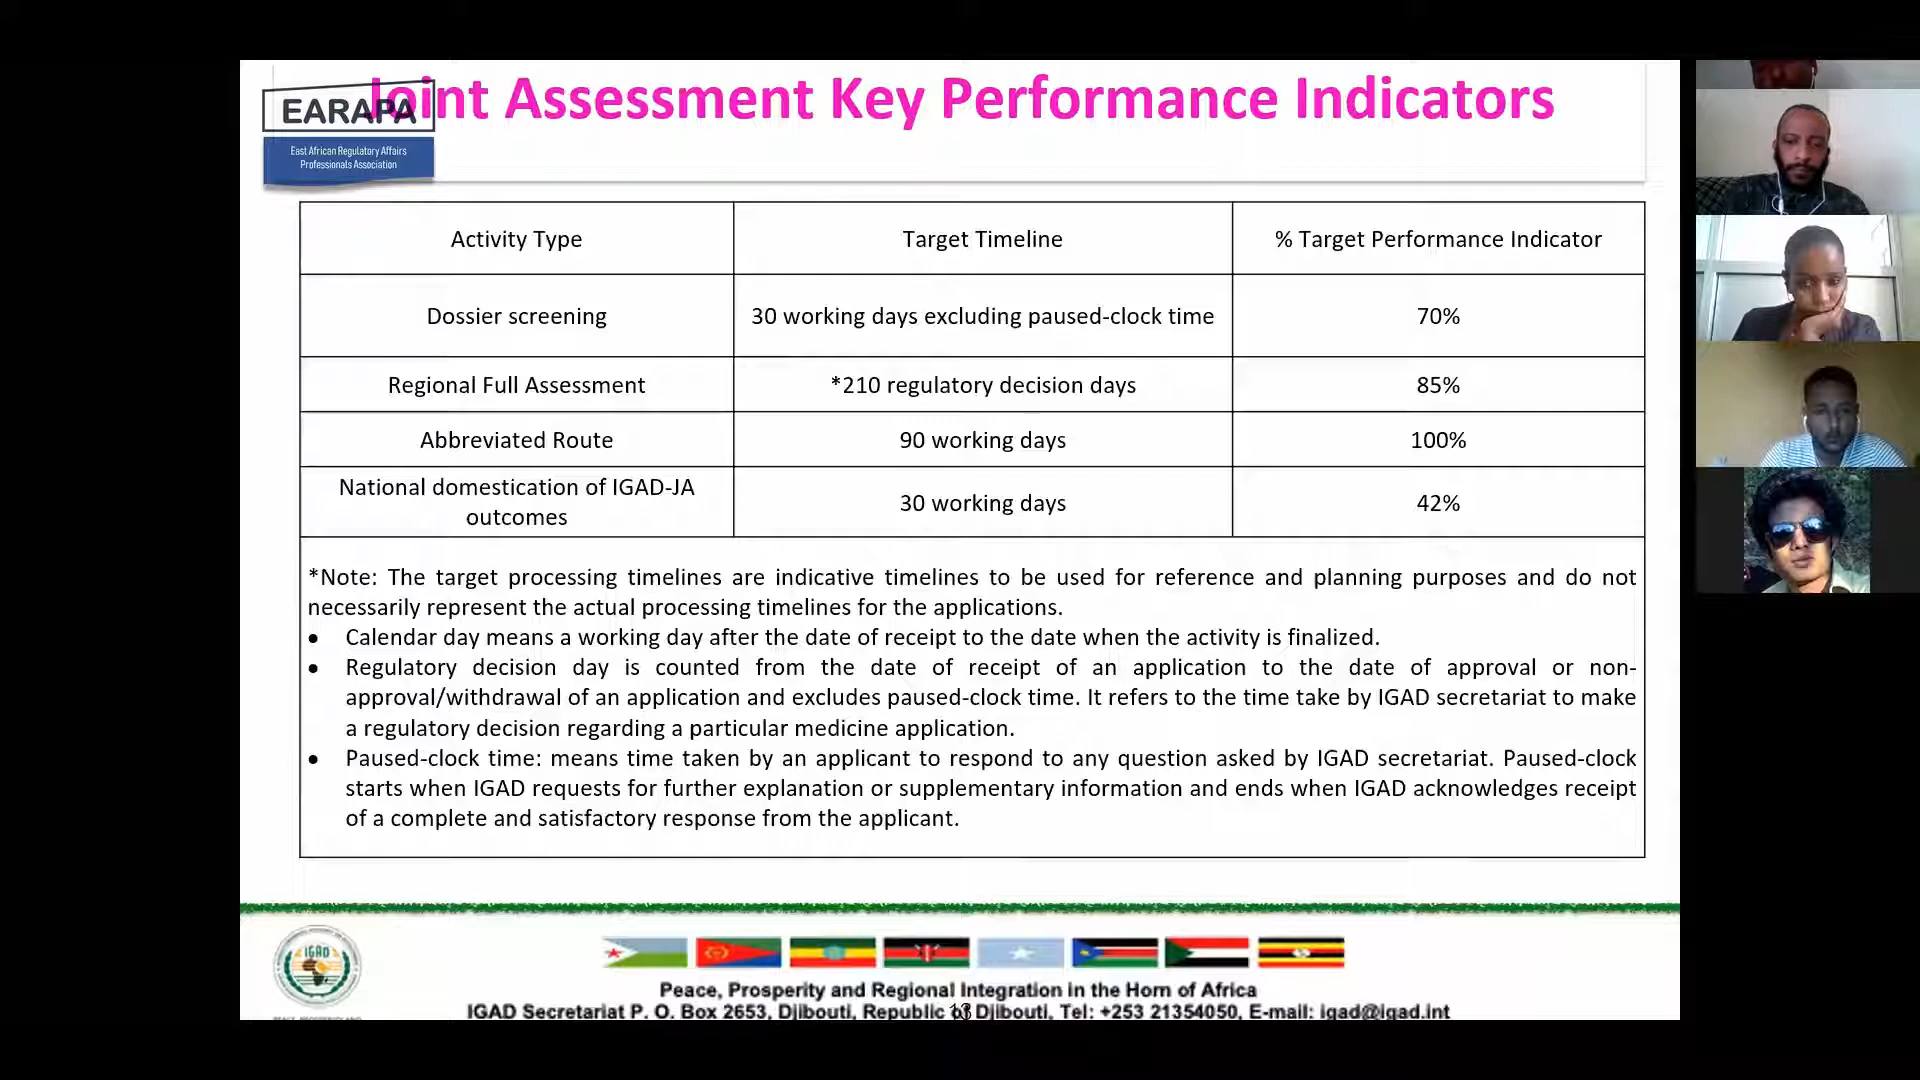 Joint Assessment Key Performance Indicators
EARAPA
East African Regulatory Affairs
Professionals Association
Activity Type
Target Timeline
% Target Performance Indicator
Dossier screening
30 working days excluding paused-clock time
70%
Regional Full Assessment
*210 regulatory decision days
85%
Abbreviated Route
90 working days
100%
National domestication of IGAD-JA
outcomes
30 working days
42%
*Note: The target processing timelines are indicative timelines to be used for reference and planning purposes and do not
necessarily represent the actual processing timelines for the applications.
• Calendar day means a working day after the date of receipt to the date when the activity is finalized.
• Regulatory decision day is counted from the date of receipt of an application to the date of approval or non-
approval/withdrawal of an application and excludes paused-clock time. It refers to the time take by IGAD secretariat to make
a regulatory decision regarding a particular medicine application.
• Paused-clock time: means time taken by an applicant to respond to any question asked by IGAD secretariat. Paused-clock
starts when IGAD requests for further explanation or supplementary information and ends when IGAD acknowledges receipt
of a complete and satisfactory response from the applicant.
IGAD
Peace, Prosperity and Regional Integration in the Horn of Africa
IGAD Secretariat P. O. Box 2653, Djibouti, Republic of Djibouti, Tel: +253 21354050, E-mail: igad@igad.int